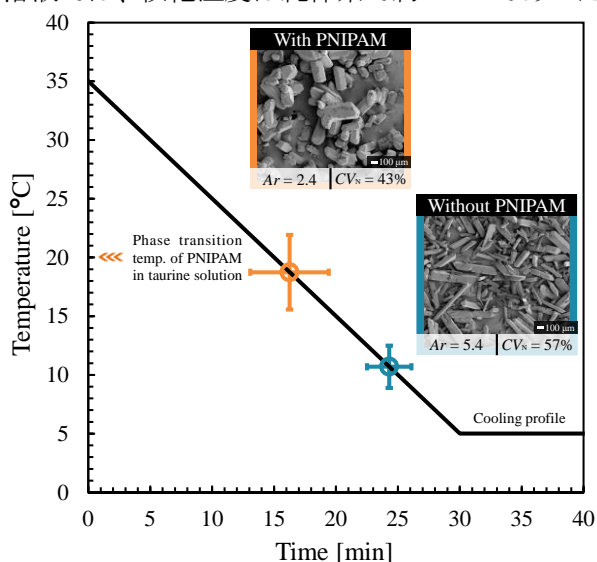 With PNIPAM
100 μm
Ar = 2.4 CV_N = 43%
Without PNIPAM
100 μm
Ar = 5.4 CV_N = 57%
Phase transition
temp. of PNIPAM
in taurine solution
Cooling profile
Temperature [°C]
40
35
30
25
20
15
10
5
0
0 5 10 15 20 25 30 35 40
Time [min]